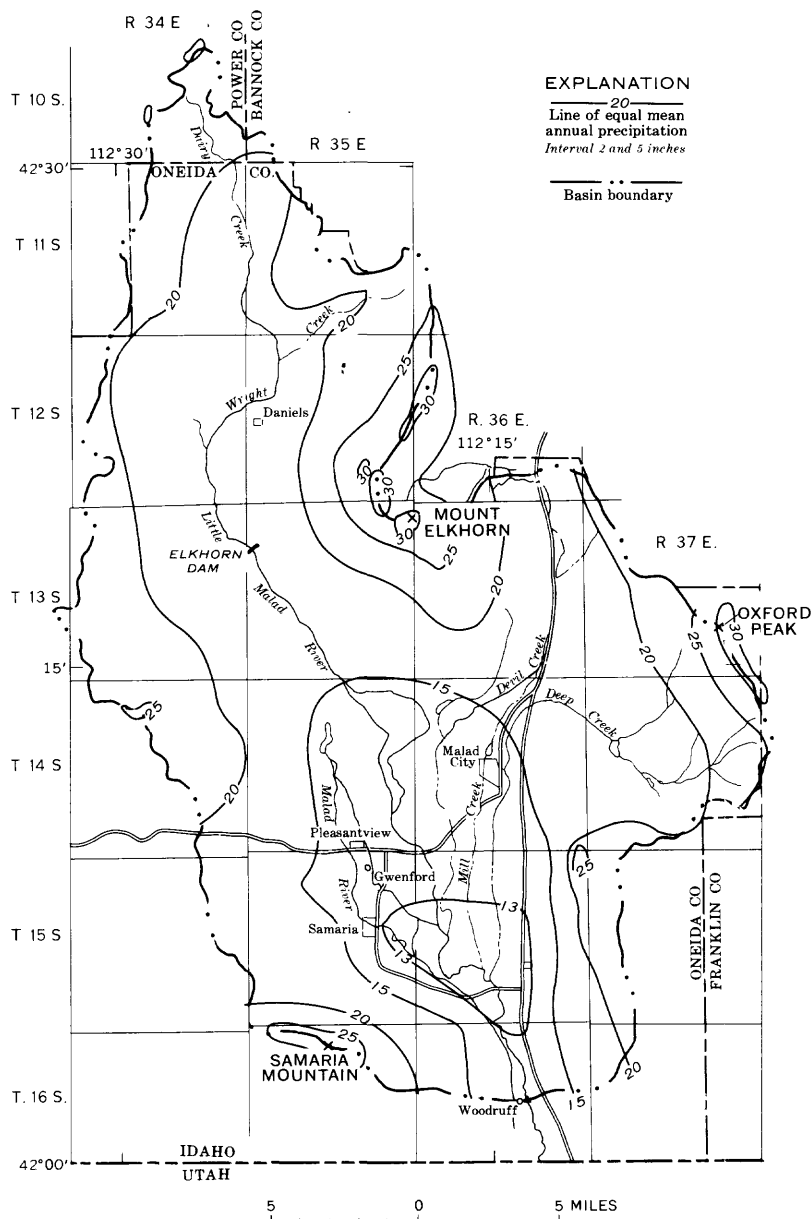 R 34 E
POWER CO
BANNOCK CO
EXPLANATION
20
Line of equal mean
annual precipitation
Interval 2 and 5 inches
Basin boundary
T 10 S.
Dairy
R 35 E
112°30'
42°30'
ONEIDA CO.
Creek
T 11 S
20
20
Creek
25
T 12 S
Wright
Daniels
30
R. 36 E.
112°15'
30
30
MOUNT
ELKHORN
30
25
Little
ELKHORN
DAM
R 37 E.
T 13 S
Malad
20
20
25
30
OXFORD
PEAK
15'
River
15
Devil Creek
Deep
Creek
25
T 14 S
Malad
City
20
Malad
Creek
Pleasantview
25
Gwenford
Mill
River
13
T 15 S
Samaria
13
ONEIDA CO
FRANKLIN CO
15
20
25
SAMARIA
MOUNTAIN
20
T. 16 S.
Woodruff
15
42°00'
IDAHO
UTAH
5 0 5 MILES